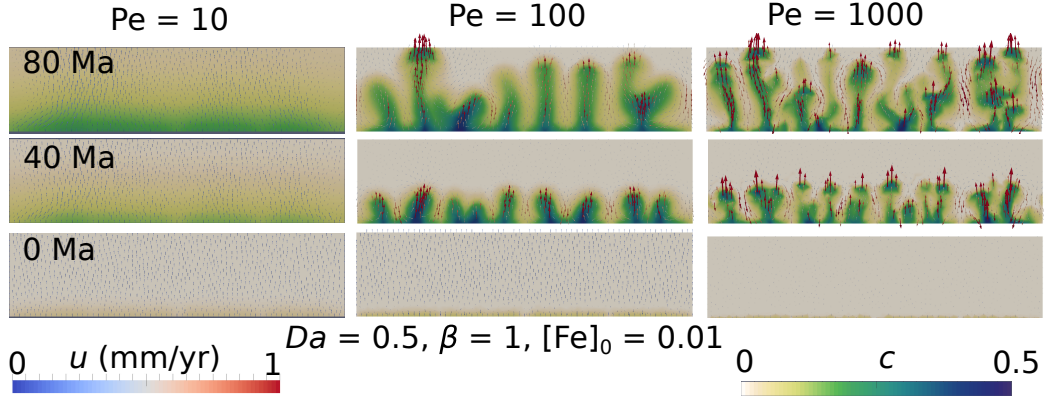 Pe = 10
Pe = 100
Pe = 1000
80 Ma
40 Ma
0 Ma
Da = 0.5, β = 1, [Fe]₀ = 0.01
0 u (mm/yr) 1
0 c 0.5